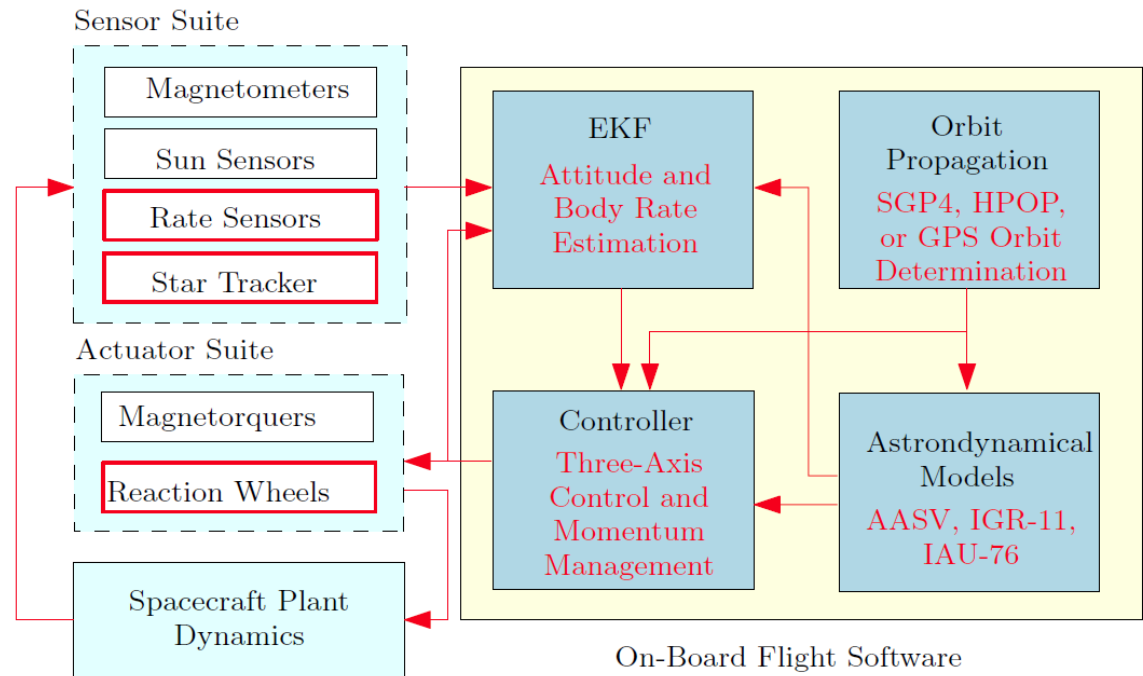 Sensor Suite
Magnetometers
Sun Sensors
Rate Sensors
Star Tracker
Actuator Suite
Magnetorquers
Reaction Wheels
Spacecraft Plant
Dynamics
EKF
Attitude and
Body Rate
Estimation
Orbit
Propagation
SGP4, HPOP,
or GPS Orbit
Determination
Controller
Three-Axis
Control and
Momentum
Management
Astrondynamical
Models
AASV, IGR-11,
IAU-76
On-Board Flight Software